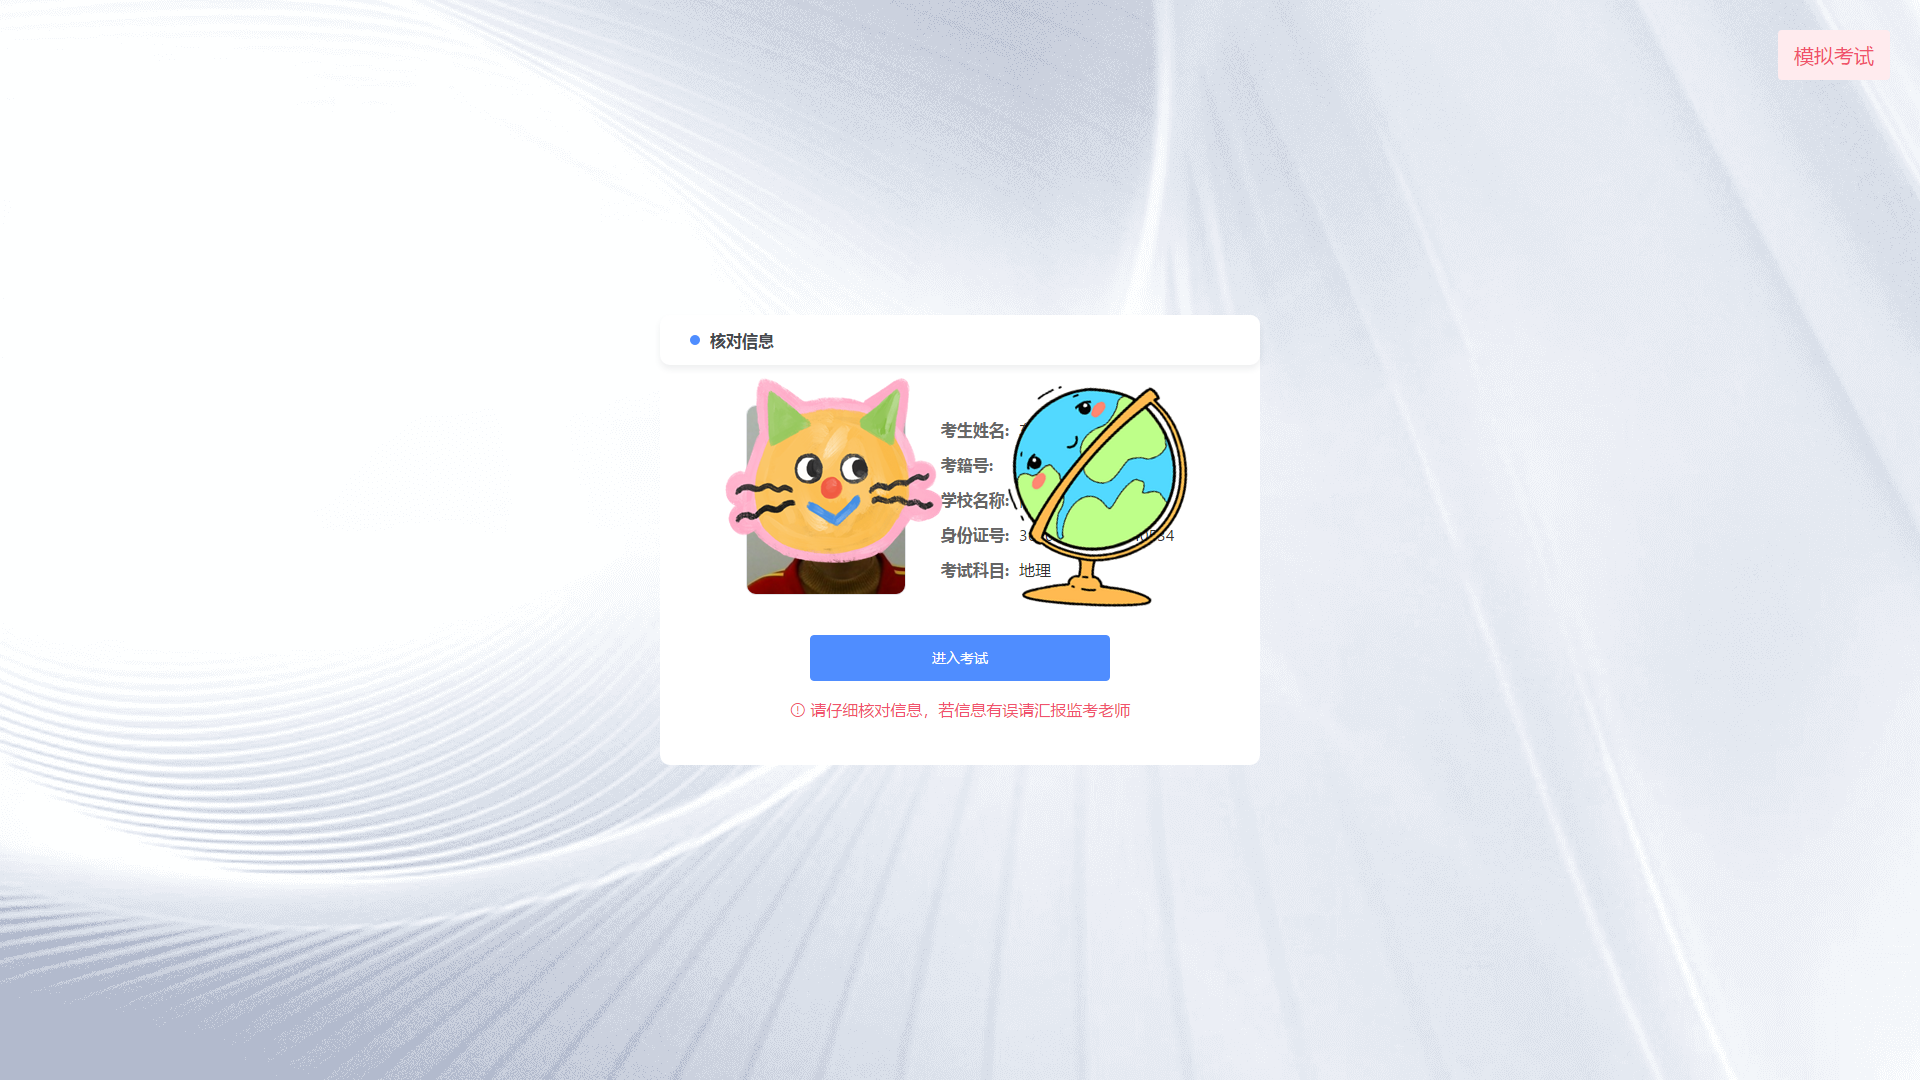 模拟考试
核对信息
考生姓名:
考籍号:
学校名称:
身份证号:
考试科目: 地理
进入考试
请仔细核对信息，若信息有误请汇报监考老师